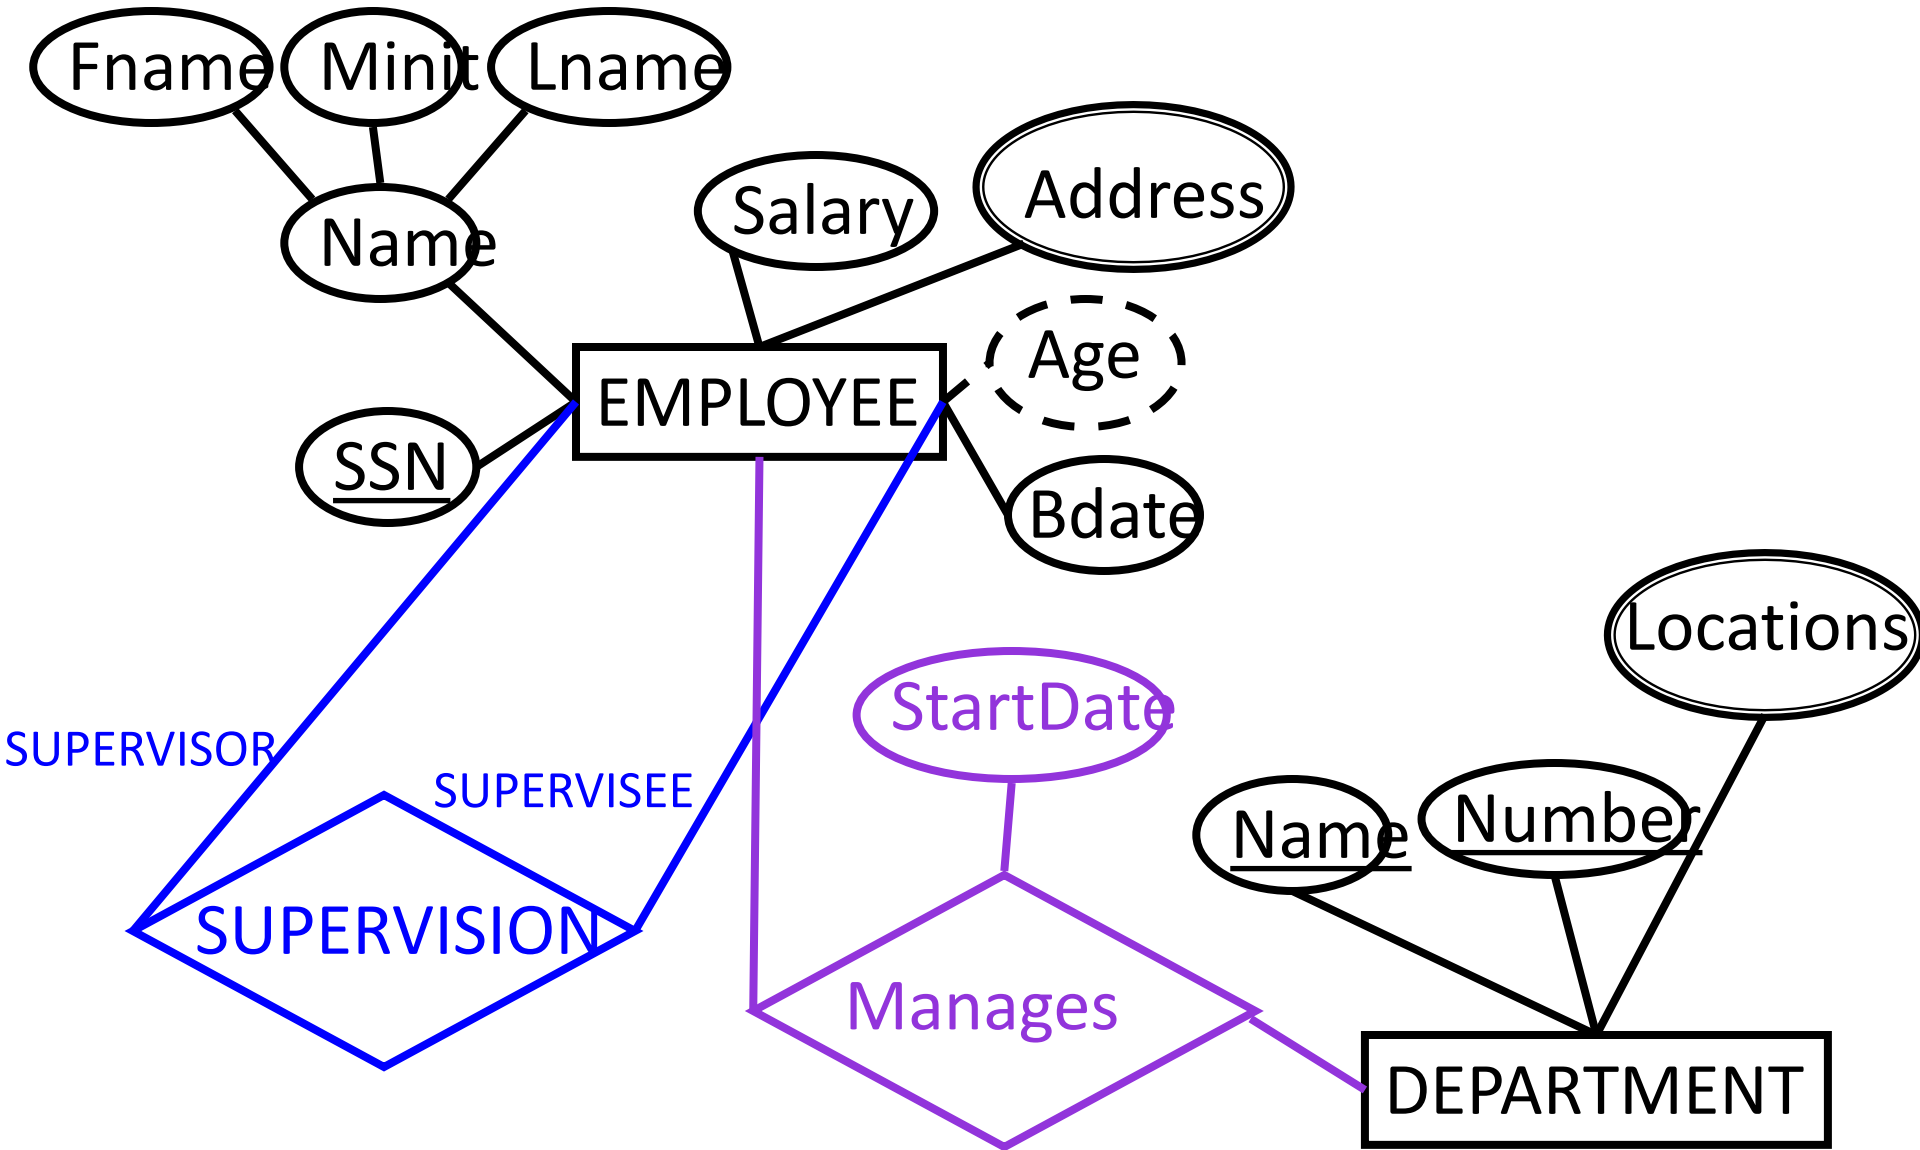 Fname
Minit
Lname
Name
Salary
Address
Age
EMPLOYEE
SSN
Bdate
Locations
StartDate
SUPERVISOR
SUPERVISEE
Name
Number
SUPERVISION
Manages
DEPARTMENT